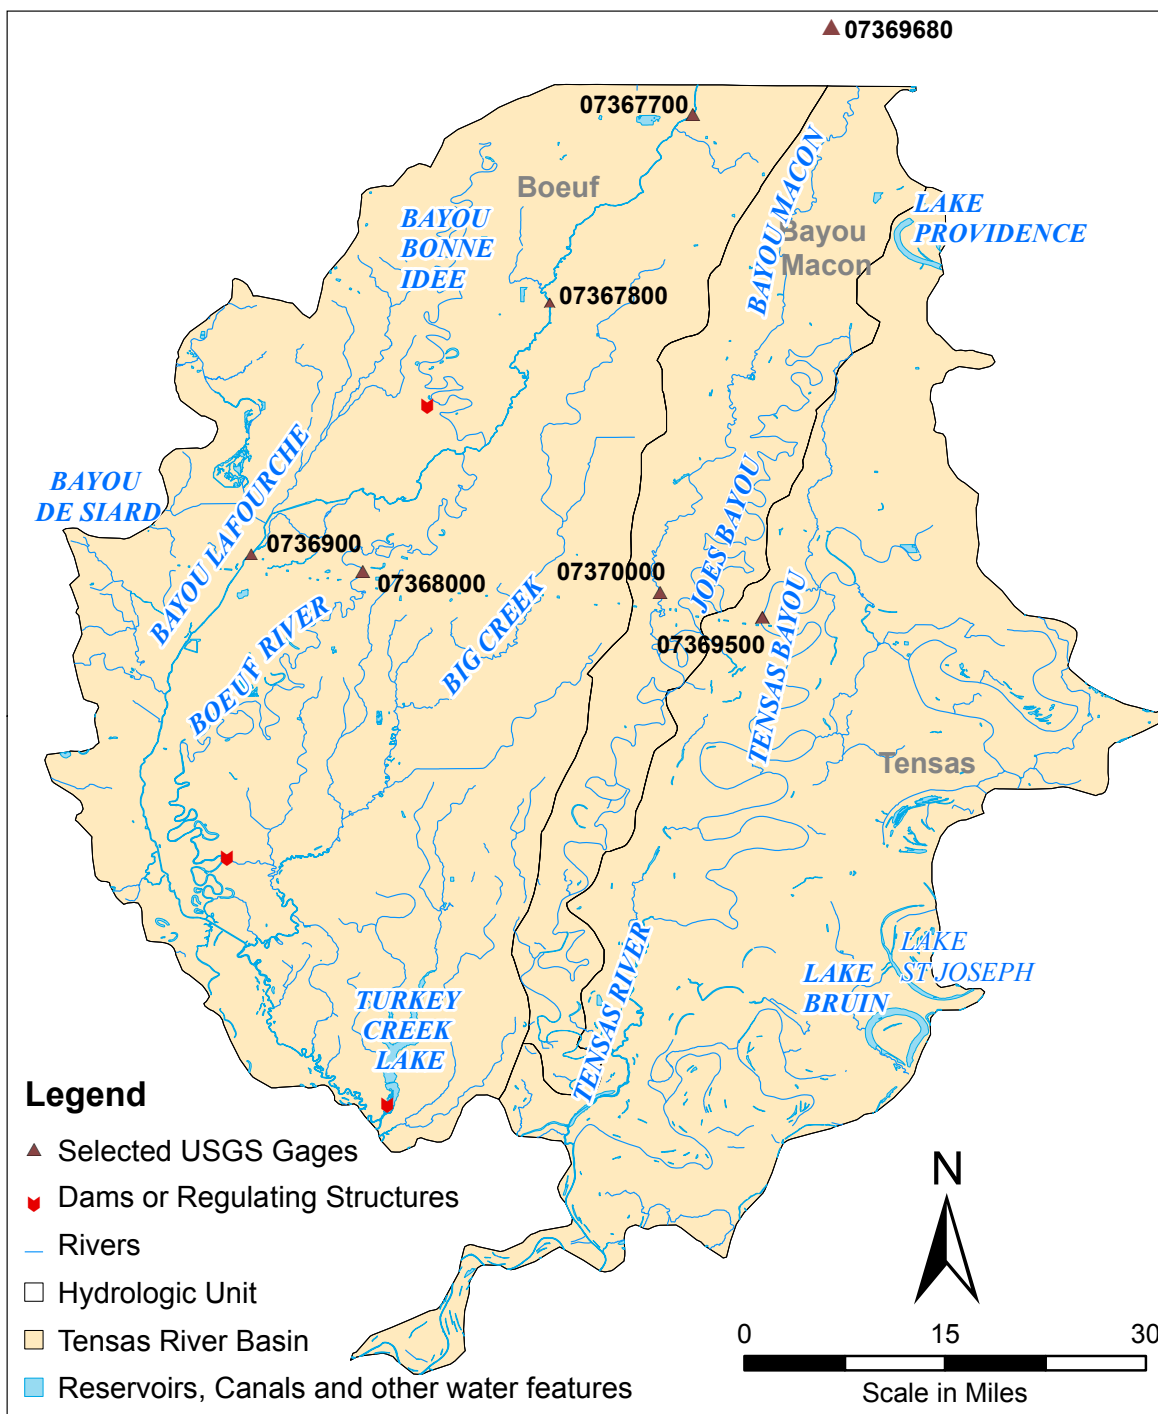 07369680
07367700
Boeuf
BAYOU
BONNE
IDEE
BAYOU MACON
Bayou
Macon
LAKE
PROVIDENCE
07367800
BAYOU
DE SIARD
BAYOU LAFOURCHE
0736900
07368000
07370000
JOES BAYOU
BOEUF RIVER
BIG CREEK
07369500
TENSAS BAYOU
Tensas
TENSAS RIVER
LAKE
ST JOSEPH
LAKE
BRUIN
TURKEY
CREEK
LAKE
Legend
Selected USGS Gages
Dams or Regulating Structures
Rivers
Hydrologic Unit
Tensas River Basin
Reservoirs, Canals and other water features
N
0 15 30
Scale in Miles